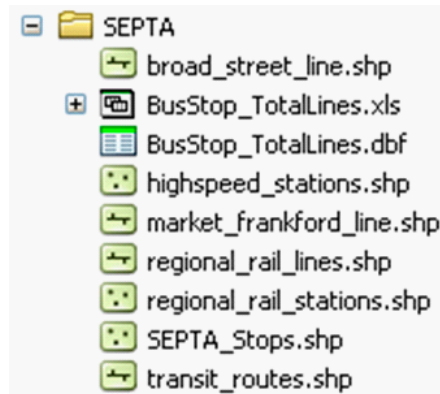 SEPTA
broad_street_line.shp
BusStop_TotalLines.xls
BusStop_TotalLines.dbf
highspeed_stations.shp
market_frankford_line.shp
regional_rail_lines.shp
regional_rail_stations.shp
SEPTA_Stops.shp
transit_routes.shp